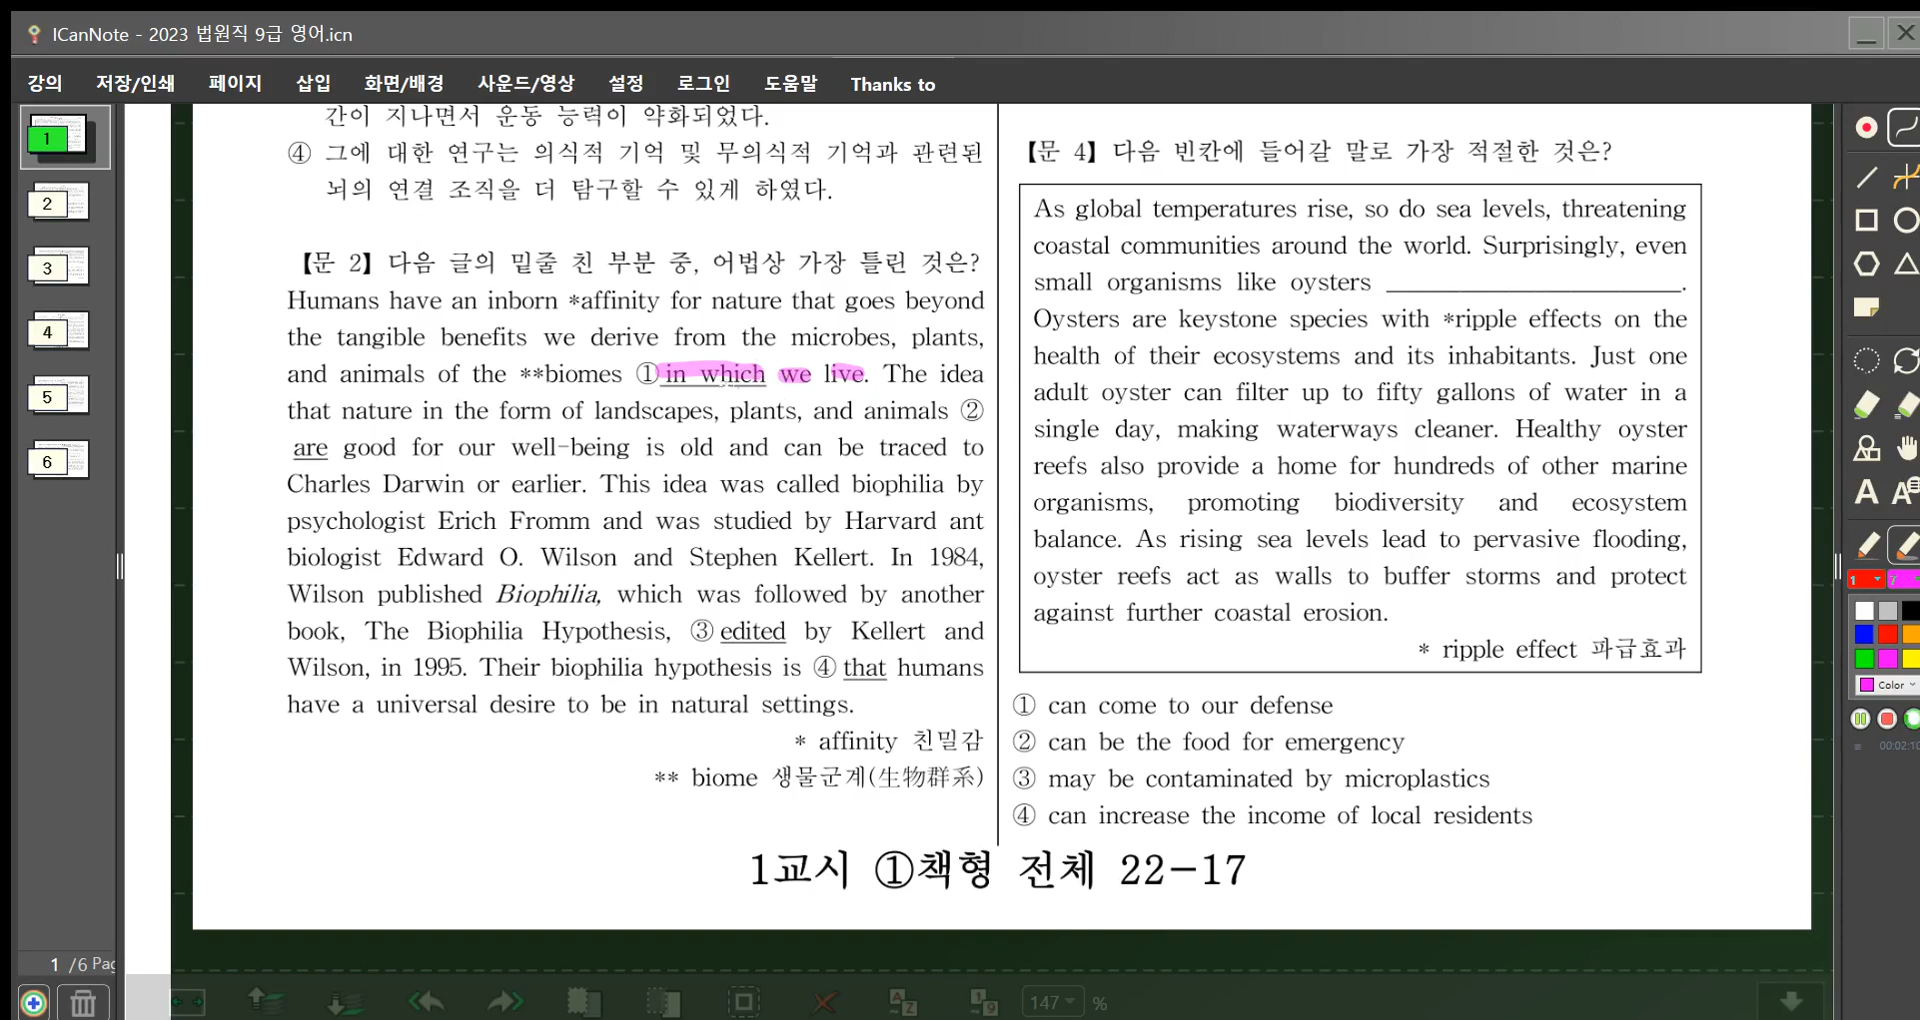 ICanNote - 2023 법원직 9급 영어.icn
강의 저장/인쇄 페이지 삽입 화면/배경 사운드/영상 설정 로그인 도움말 Thanks to
1
2
3
4
5
6
간이 지나면서 운동 능력이 약화되었다.
④ 그에 대한 연구는 의식적 기억 및 무의식적 기억과 관련된
뇌의 연결 조직을 더 탐구할 수 있게 하였다.
【문 2】 다음 글의 밑줄 친 부분 중, 어법상 가장 틀린 것은?
Humans have an inborn *affinity for nature that goes beyond
the tangible benefits we derive from the microbes, plants,
and animals of the **biomes ① in which we live. The idea
that nature in the form of landscapes, plants, and animals ②
are good for our well-being is old and can be traced to
Charles Darwin or earlier. This idea was called biophilia by
psychologist Erich Fromm and was studied by Harvard ant
biologist Edward O. Wilson and Stephen Kellert. In 1984,
Wilson published Biophilia, which was followed by another
book, The Biophilia Hypothesis, ③ edited by Kellert and
Wilson, in 1995. Their biophilia hypothesis is ④ that humans
have a universal desire to be in natural settings.
* affinity 친밀감
** biome 생물군계(生物群系)
【문 4】 다음 빈칸에 들어갈 말로 가장 적절한 것은?
As global temperatures rise, so do sea levels, threatening
coastal communities around the world. Surprisingly, even
small organisms like oysters ______________________.
Oysters are keystone species with *ripple effects on the
health of their ecosystems and its inhabitants. Just one
adult oyster can filter up to fifty gallons of water in a
single day, making waterways cleaner. Healthy oyster
reefs also provide a home for hundreds of other marine
organisms, promoting biodiversity and ecosystem
balance. As rising sea levels lead to pervasive flooding,
oyster reefs act as walls to buffer storms and protect
against further coastal erosion.
* ripple effect 파급효과
① can come to our defense
② can be the food for emergency
③ may be contaminated by microplastics
④ can increase the income of local residents
1교시 ①책형 전체 22-17
1 /6 Pag
147 %
1 7
Color
00:02:10